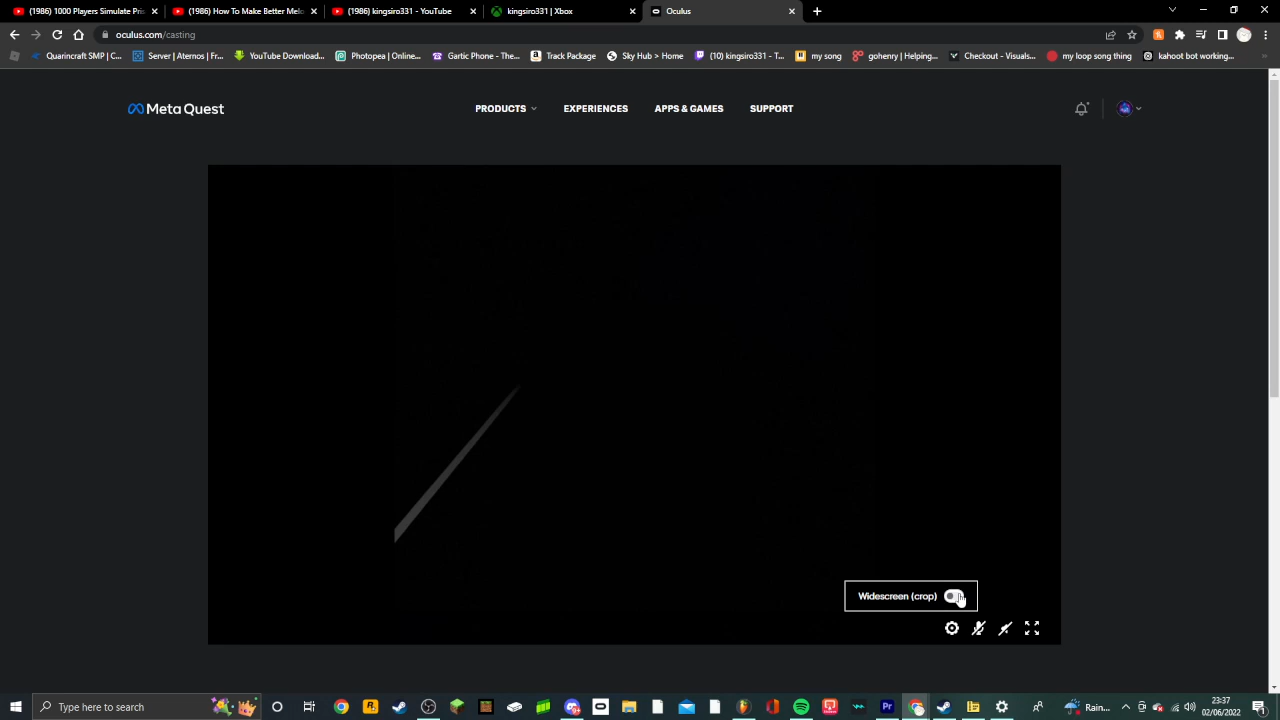 (1986) 1000 Players Simulate Pris
(1986) How To Make Better Melo
(1986) kingsiro331 - YouTube
kingsiro331 | Xbox
Oculus
oculus.com/casting
Quaricraft SMP | C...
Server | Aternos | Fr...
YouTube Download...
Photopea | Online...
Gartic Phone - The...
Track Package
Sky Hub > Home
(10) kingsiro331 - T...
my song
gohenry | Helping...
Checkout - Visuals...
my loop song thing
kahoot bot working...
Meta Quest
PRODUCTS
EXPERIENCES
APPS & GAMES
SUPPORT
Widescreen (crop)
Type here to search
Rain...
23:37
02/06/2022